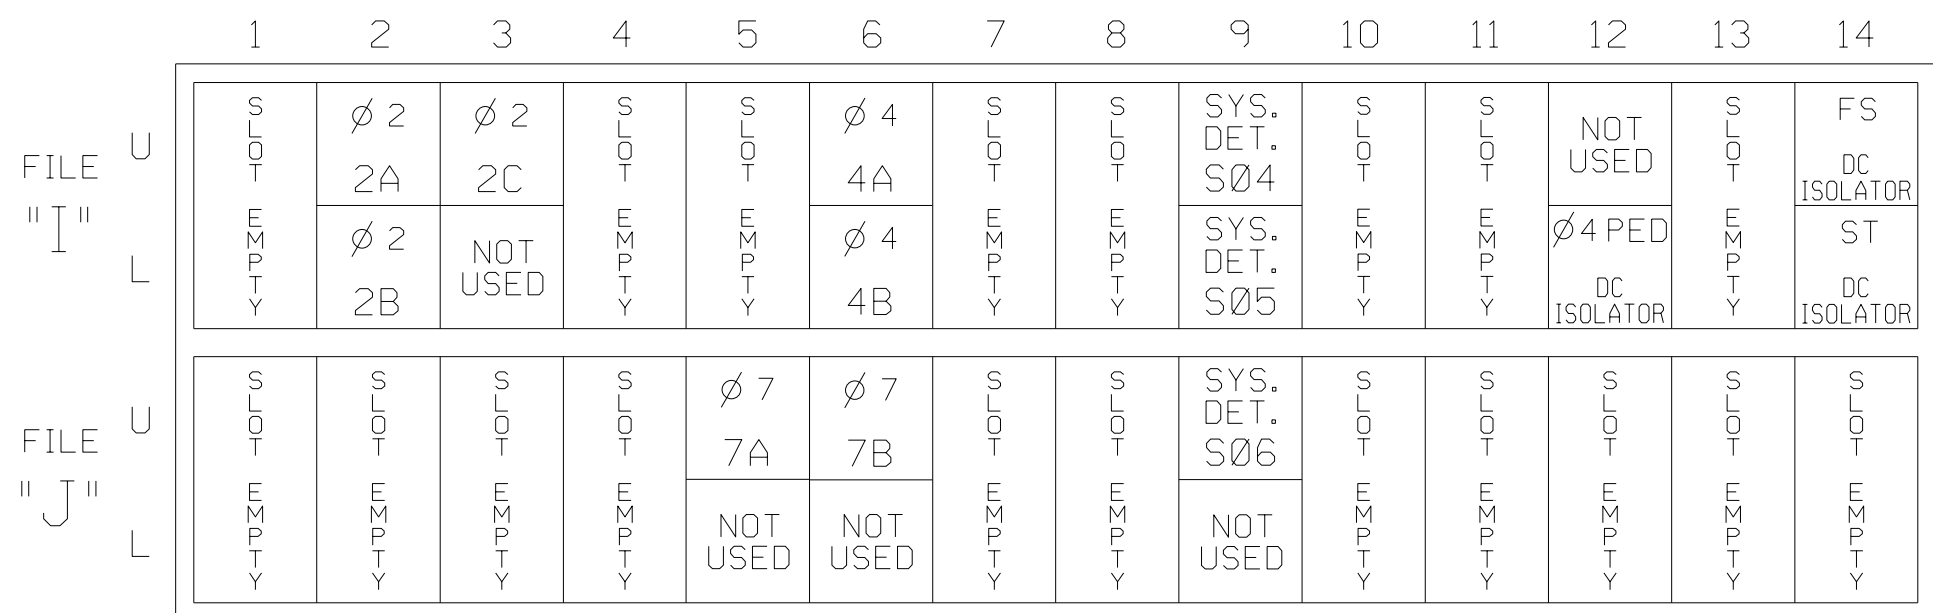 1 2 3 4 5 6 7 8 9 10 11 12 13 14
FILE "I"
U
L
SLOT EMPTY
Ø 2
2A
Ø 2
2B
Ø 2
2C
NOT
USED
SLOT EMPTY
SLOT EMPTY
Ø 4
4A
Ø 4
4B
SLOT EMPTY
SLOT EMPTY
SYS.
DET.
SØ4
SYS.
DET.
SØ5
SLOT EMPTY
SLOT EMPTY
NOT
USED
Ø4 PED
DC
ISOLATOR
SLOT EMPTY
FS
DC
ISOLATOR
ST
DC
ISOLATOR
FILE "J"
U
L
SLOT EMPTY
SLOT EMPTY
SLOT EMPTY
SLOT EMPTY
Ø 7
7A
NOT
USED
Ø 7
7B
NOT
USED
SLOT EMPTY
SLOT EMPTY
SYS.
DET.
SØ6
NOT
USED
SLOT EMPTY
SLOT EMPTY
SLOT EMPTY
SLOT EMPTY
SLOT EMPTY